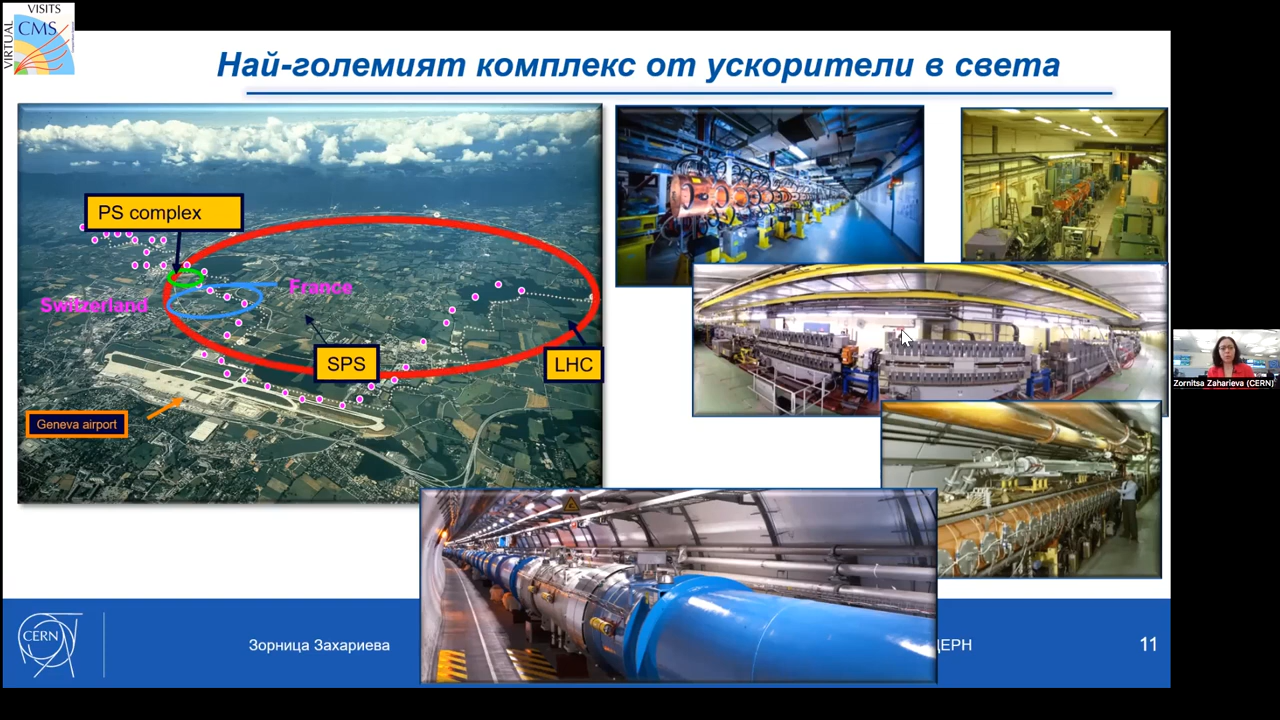 VISITS
VIRTUAL
CMS
Най-големият комплекс от ускорители в света
PS complex
Switzerland
France
SPS
LHC
Geneva airport
Zornitsa Zaharieva (CERN)
CERN
Зорница Захариева
ЦЕРН
11